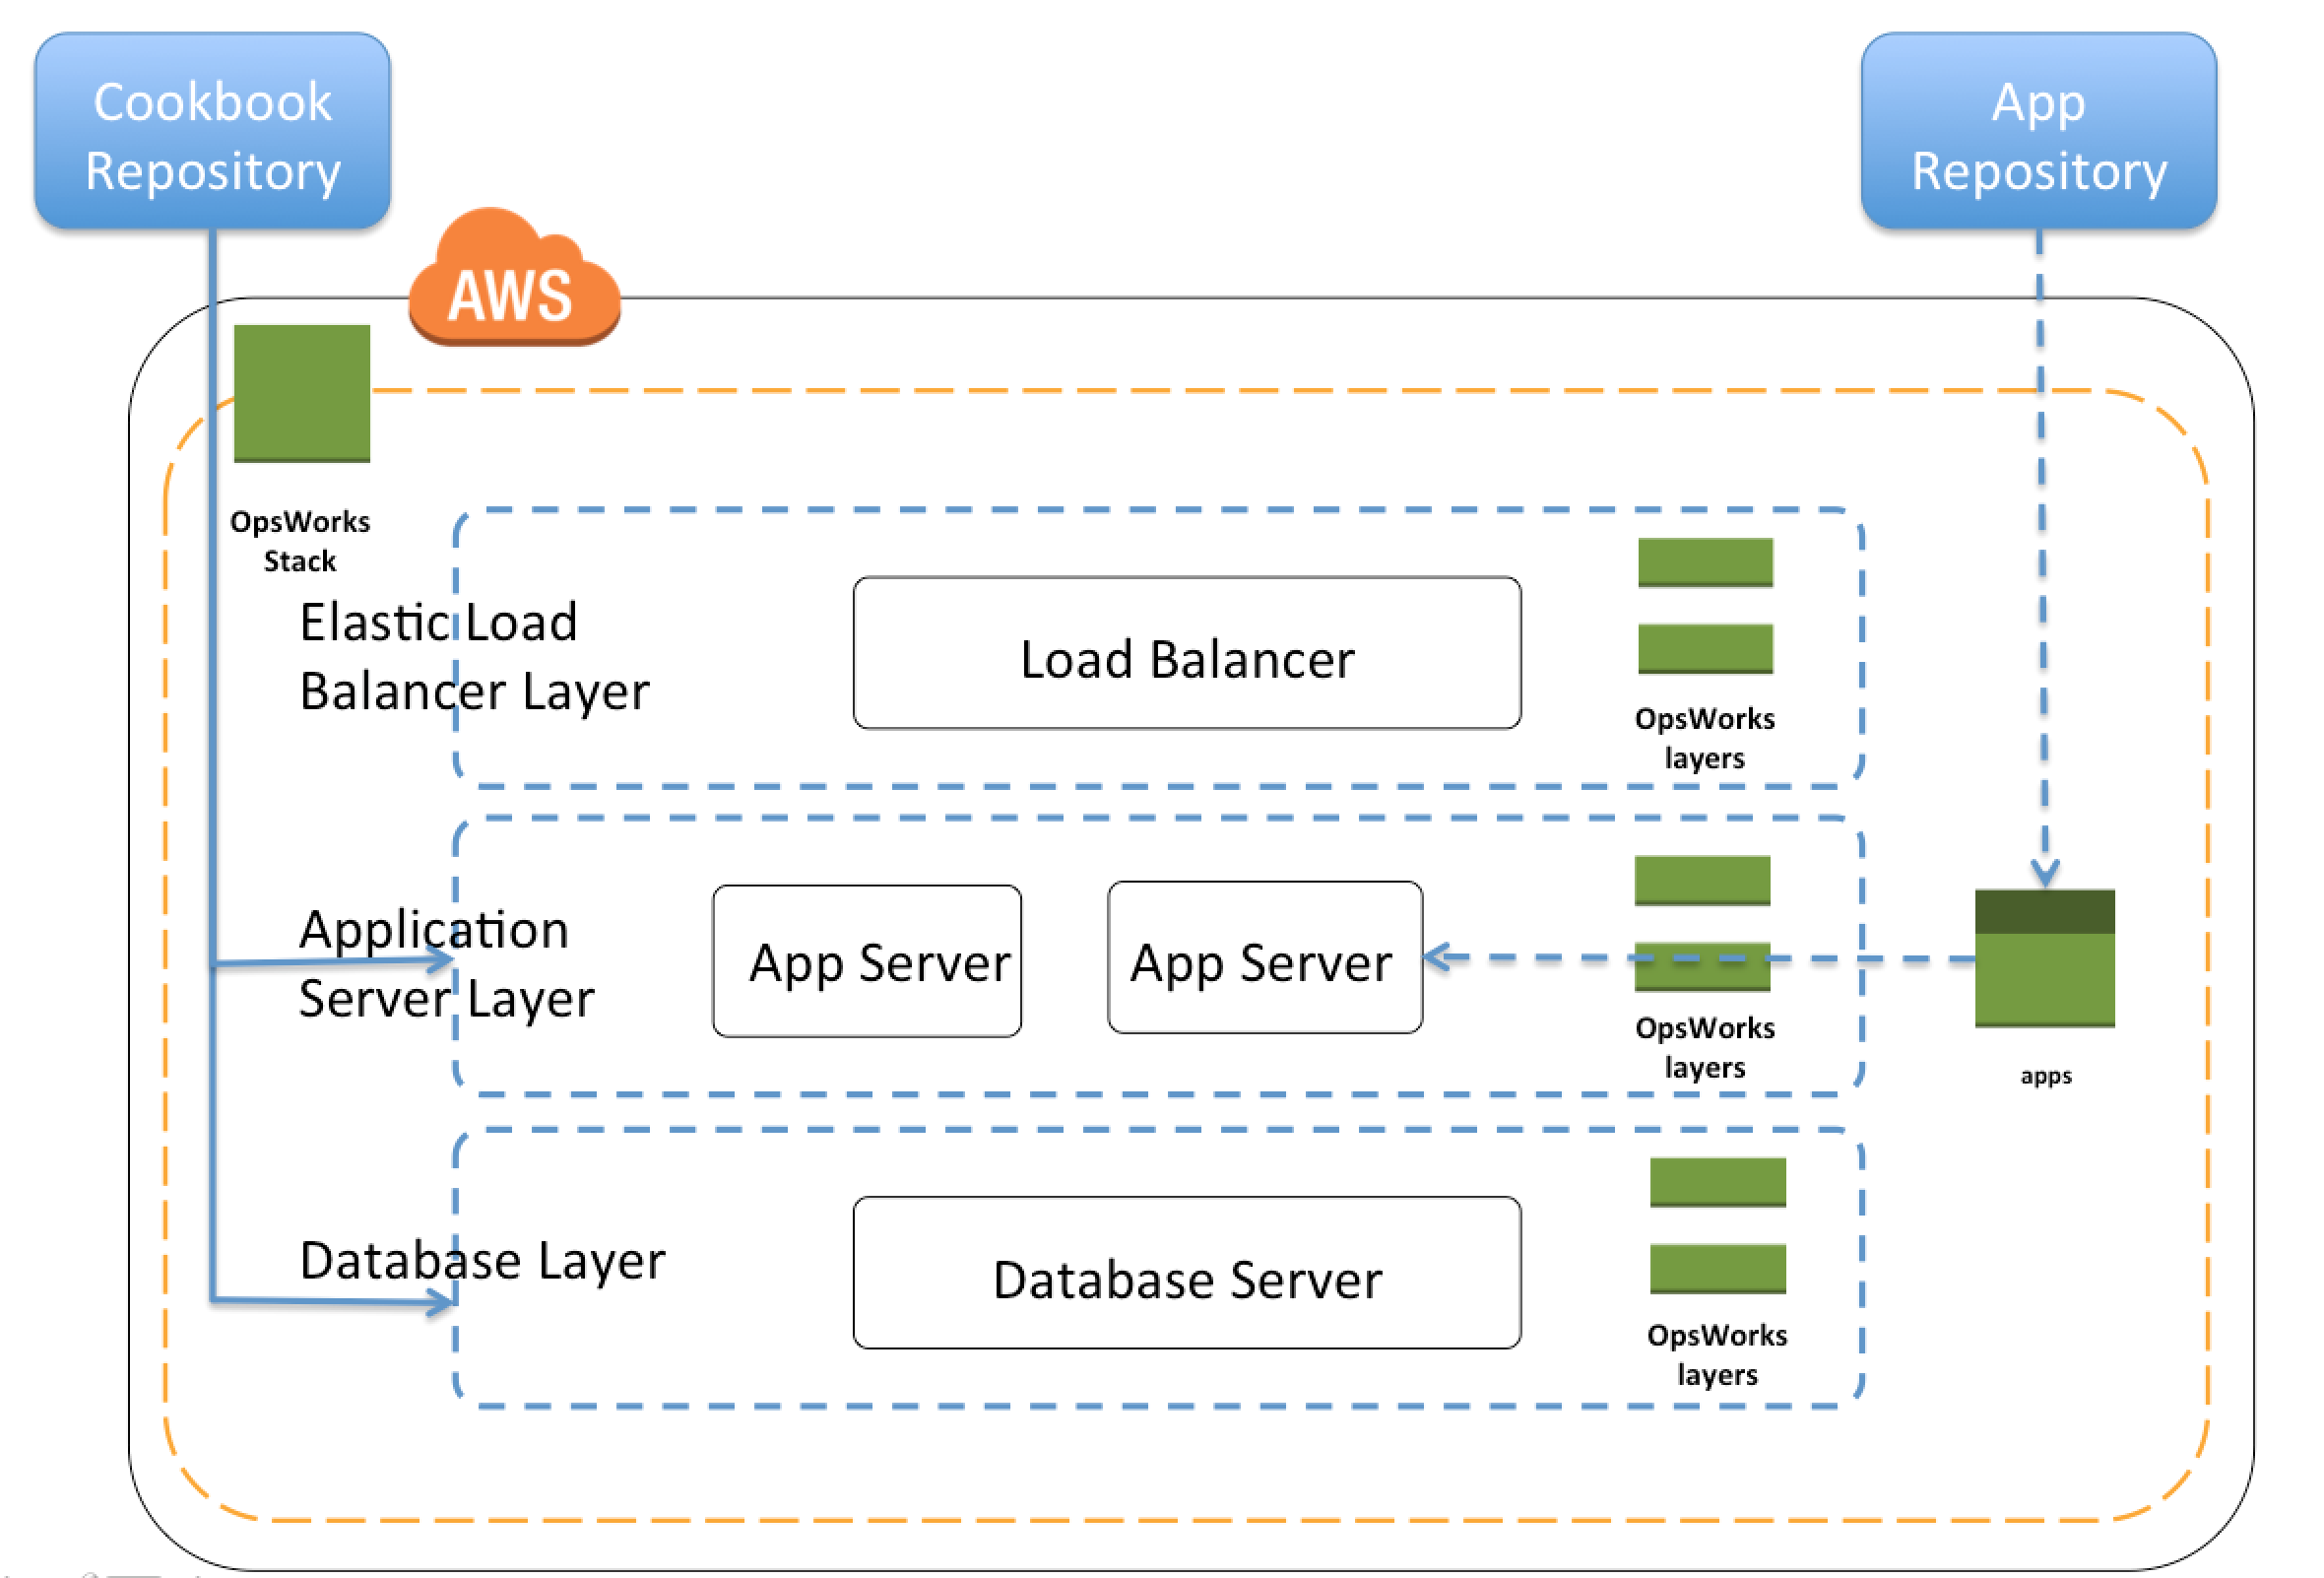 Cookbook
Repository
App
Repository
AWS
OpsWorks
Stack
Elastic Load
Balancer Layer
Load Balancer
OpsWorks
layers
Application
Server Layer
App Server
App Server
OpsWorks
layers
apps
Database Layer
Database Server
OpsWorks
layers